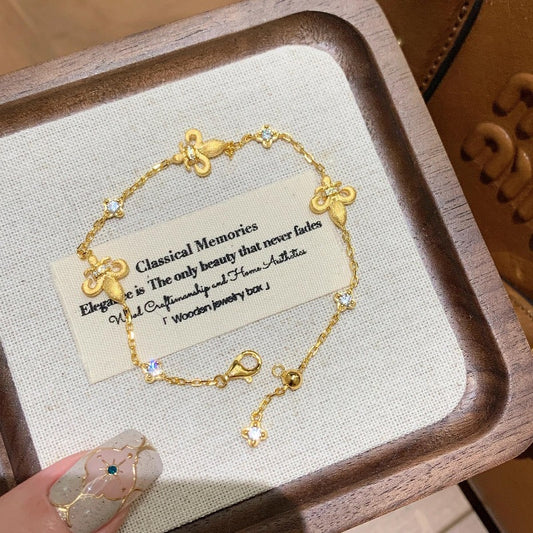 Classical Memories
Elegance is The only beauty that never fades
Wood Craftsmanship and Home Aesthetics
「 Wooden jewelry box 」